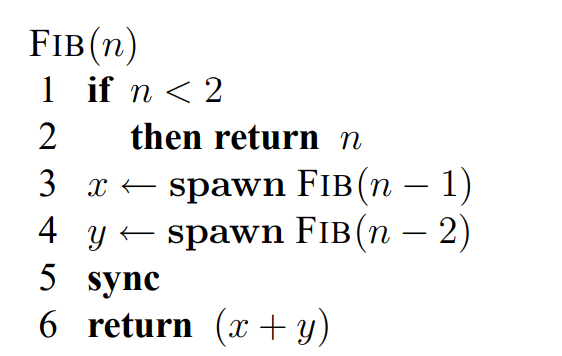 FIB(n)
1 if n < 2
2 then return n
3 x ← spawn FIB(n − 1)
4 y ← spawn FIB(n − 2)
5 sync
6 return (x + y)